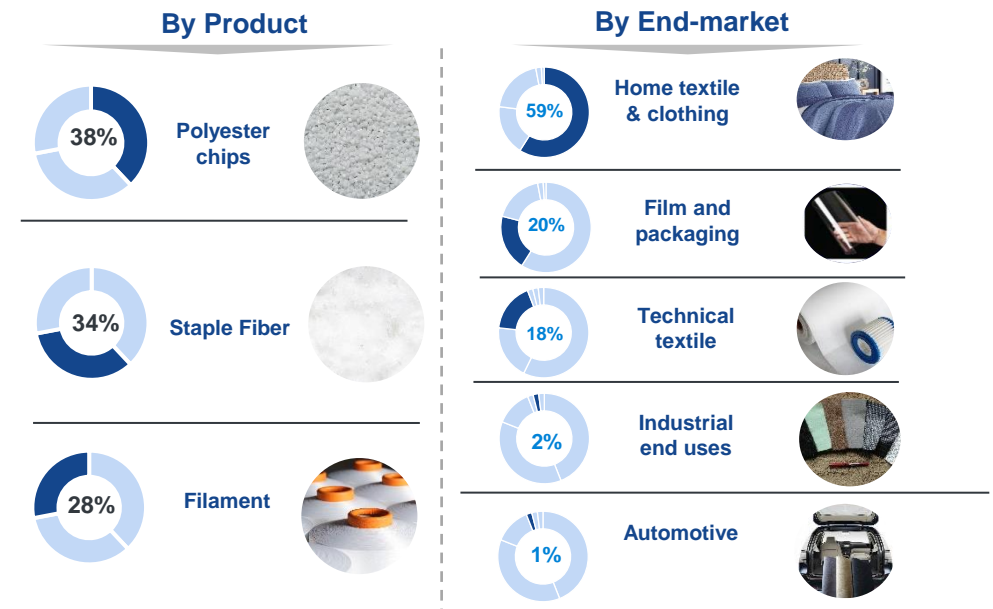 By Product
38%
Polyester
chips
34%
Staple Fiber
28%
Filament
By End-market
59%
Home textile
& clothing
20%
Film and
packaging
18%
Technical
textile
2%
Industrial
end uses
1%
Automotive